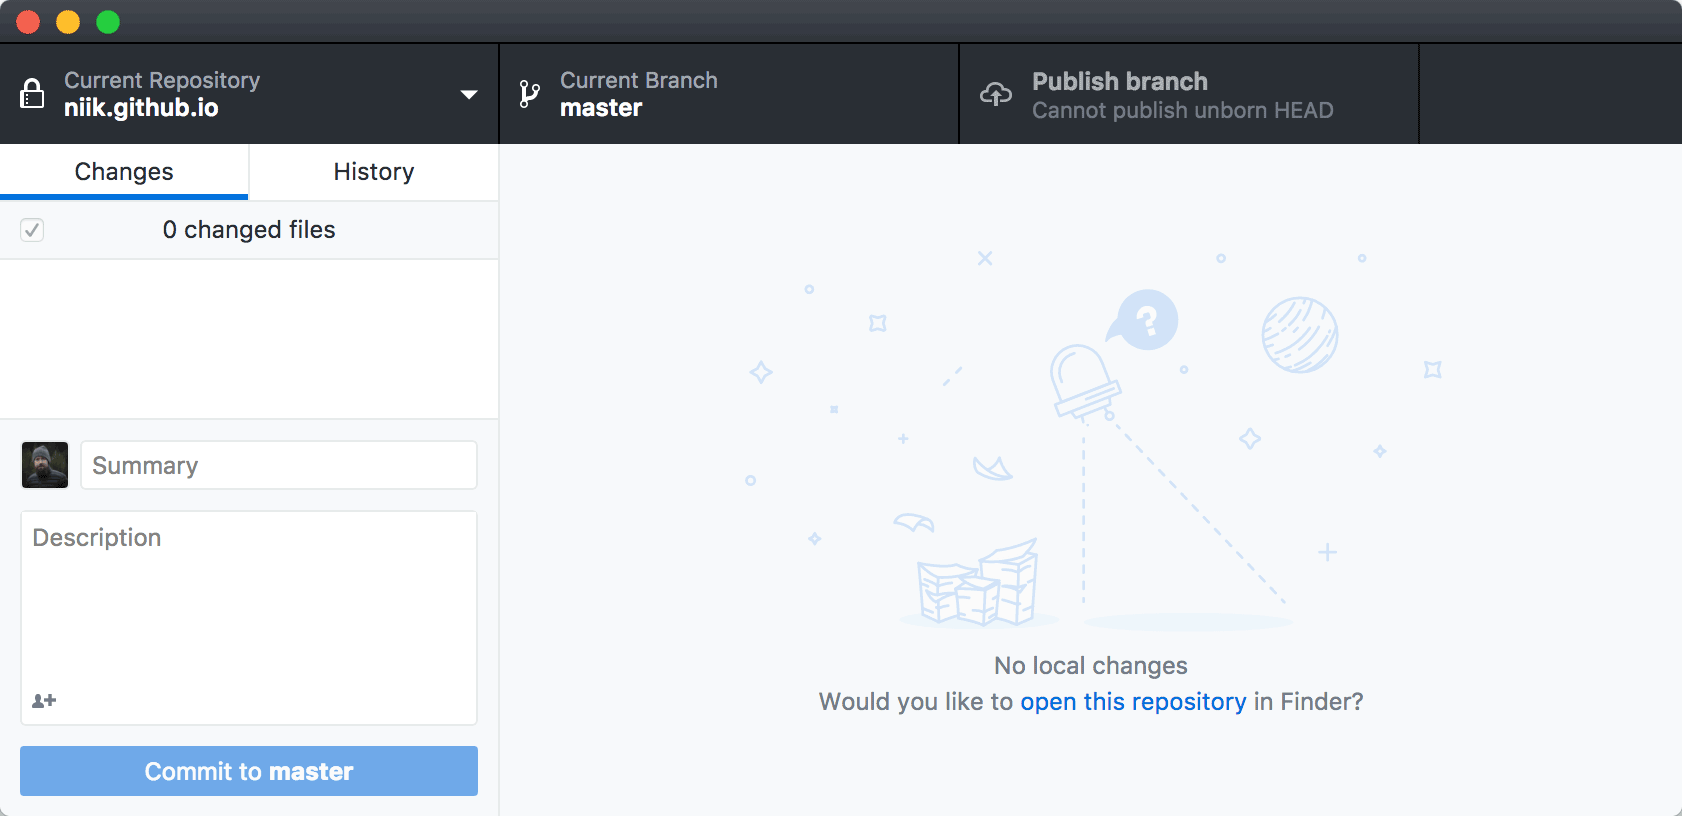 Current Repository
niik.github.io
Current Branch
master
Publish branch
Cannot publish unborn HEAD
Changes
History
0 changed files
Summary
Description
Commit to master
?
No local changes
Would you like to open this repository in Finder?